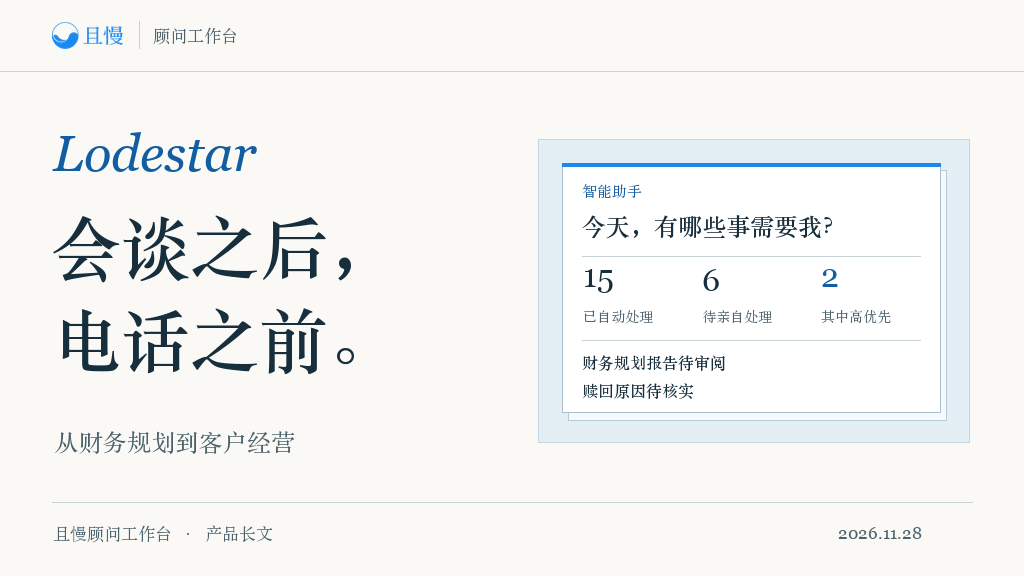 且慢
顾问工作台
Lodestar
会谈之后，
电话之前。
从财务规划到客户经营
智能助手
今天，有哪些事需要我?
15 6 2
已自动处理 待亲自处理 其中高优先
财务规划报告待审阅
赎回原因待核实
且慢顾问工作台 · 产品长文
2026.11.28